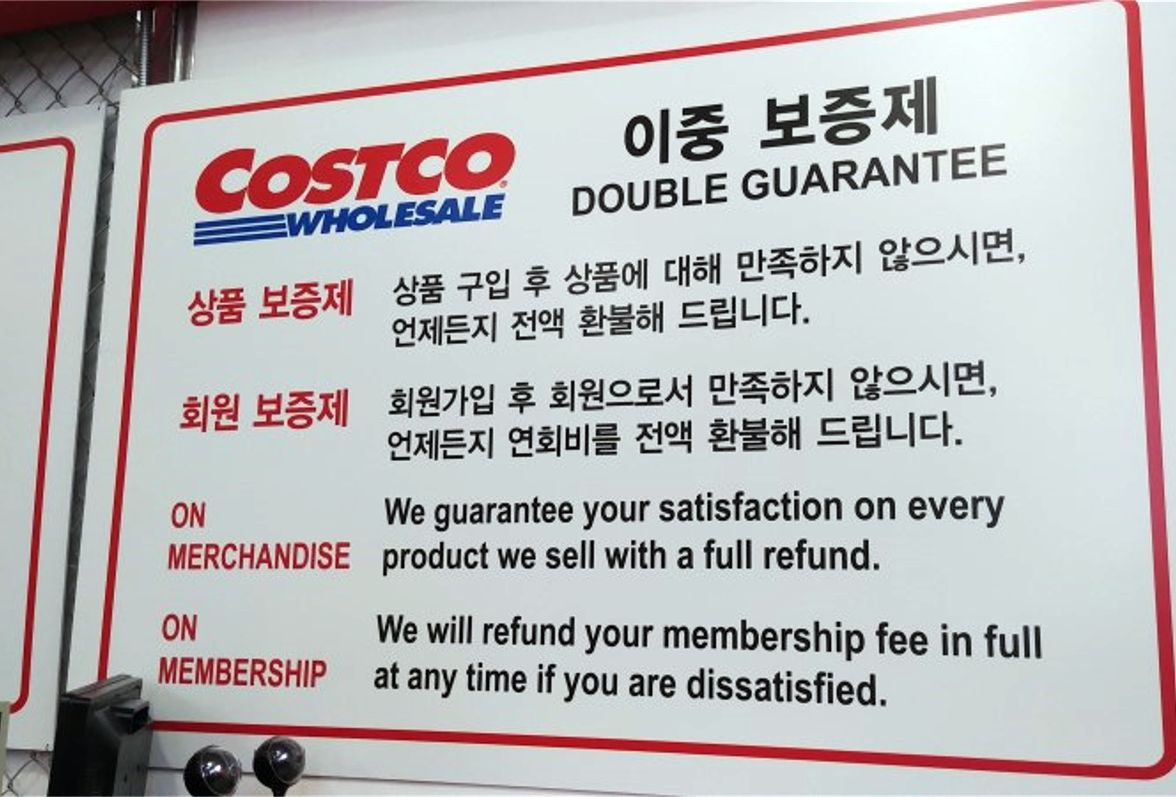 COSTCO
WHOLESALE
이중 보증제
DOUBLE GUARANTEE
상품 보증제
상품 구입 후 상품에 대해 만족하지 않으시면,
언제든지 전액 환불해 드립니다.
회원 보증제
회원가입 후 회원으로서 만족하지 않으시면,
언제든지 연회비를 전액 환불해 드립니다.
ON
MERCHANDISE
We guarantee your satisfaction on every
product we sell with a full refund.
ON
MEMBERSHIP
We will refund your membership fee in full
at any time if you are dissatisfied.